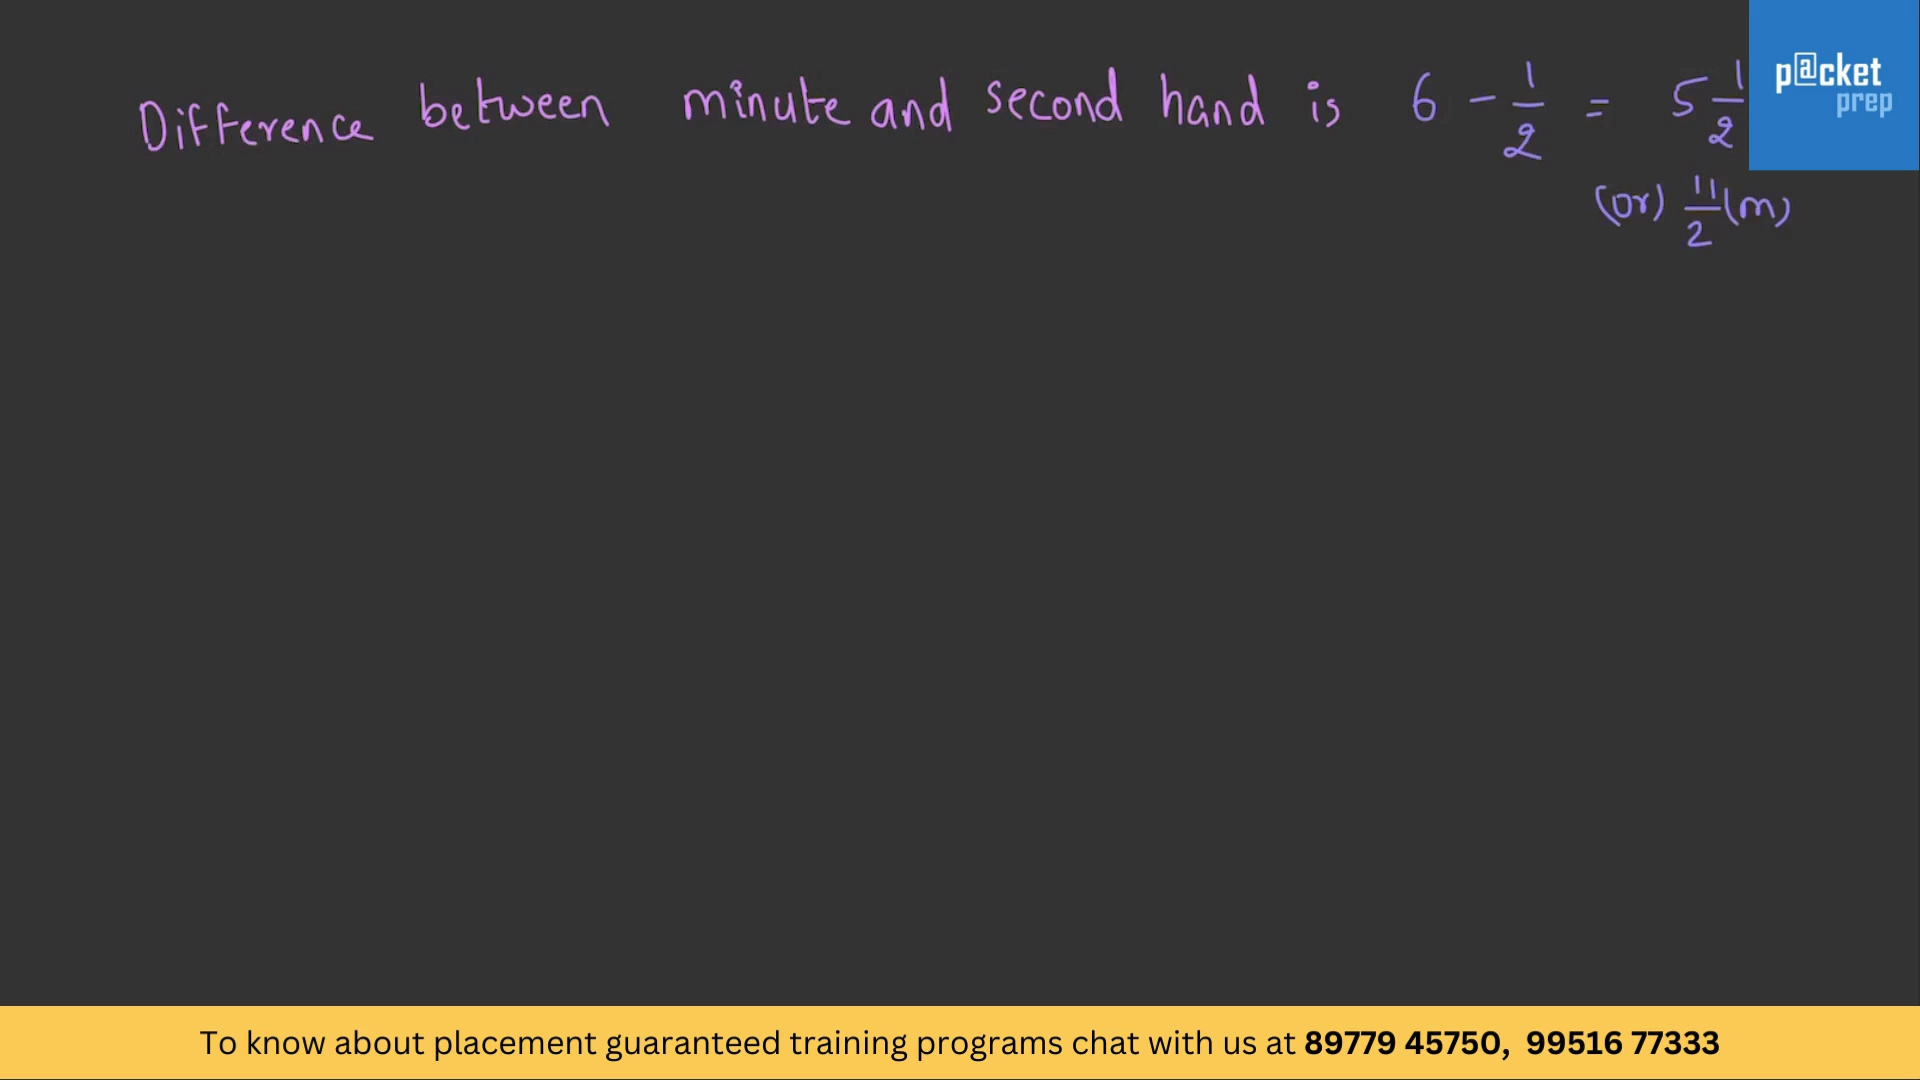 Difference between minute and second hand is 6 - 1/2 = 5 1/2
(or) 11/2 (m)
p@cket
prep
To know about placement guaranteed training programs chat with us at 89779 45750, 99516 77333